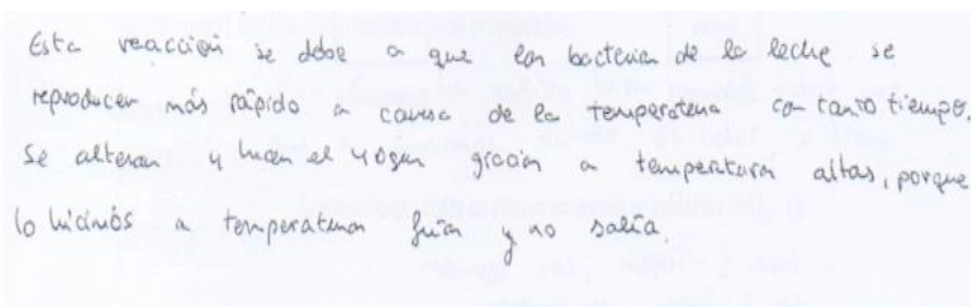 Esta reacción se debe a que las bacterias de la leche se
reproducen más rápido a causa de la temperatura con tanto tiempo,
se alteran y hacen el yogur gracias a temperaturas altas, porque
lo hicimos a temperaturas frías y no salía.